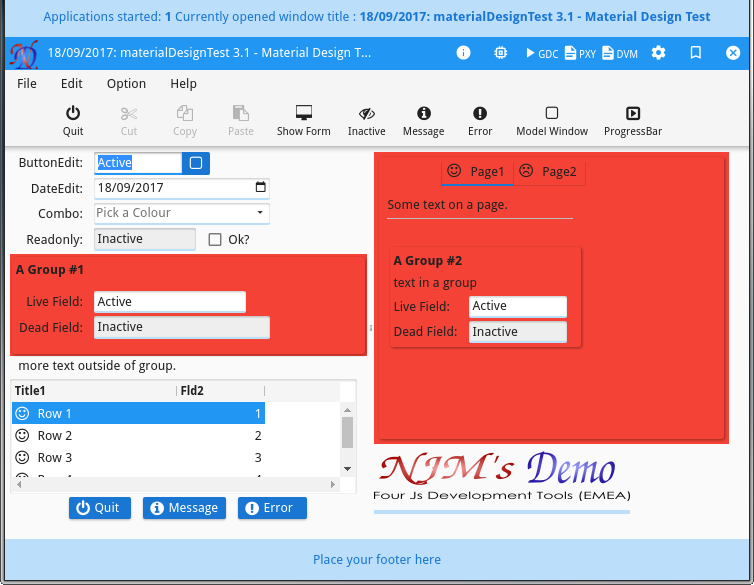 Applications started: 1 Currently opened window title : 18/09/2017: materialDesignTest 3.1 - Material Design Test
18/09/2017: materialDesignTest 3.1 - Material Design T... GDC PXY DVM
File Edit Option Help
Quit Cut Copy Paste Show Form Inactive Message Error Model Window ProgressBar
ButtonEdit: Active
DateEdit: 18/09/2017
Combo: Pick a Colour
Readonly: Inactive Ok?
A Group #1
Live Field: Active
Dead Field: Inactive
more text outside of group.
Title1 Fld2
Row 1 1
Row 2 2
Row 3 3
Quit Message Error
Page1 Page2
Some text on a page.
A Group #2
text in a group
Live Field: Active
Dead Field: Inactive
NJM's Demo
Four Js Development Tools (EMEA)
Place your footer here